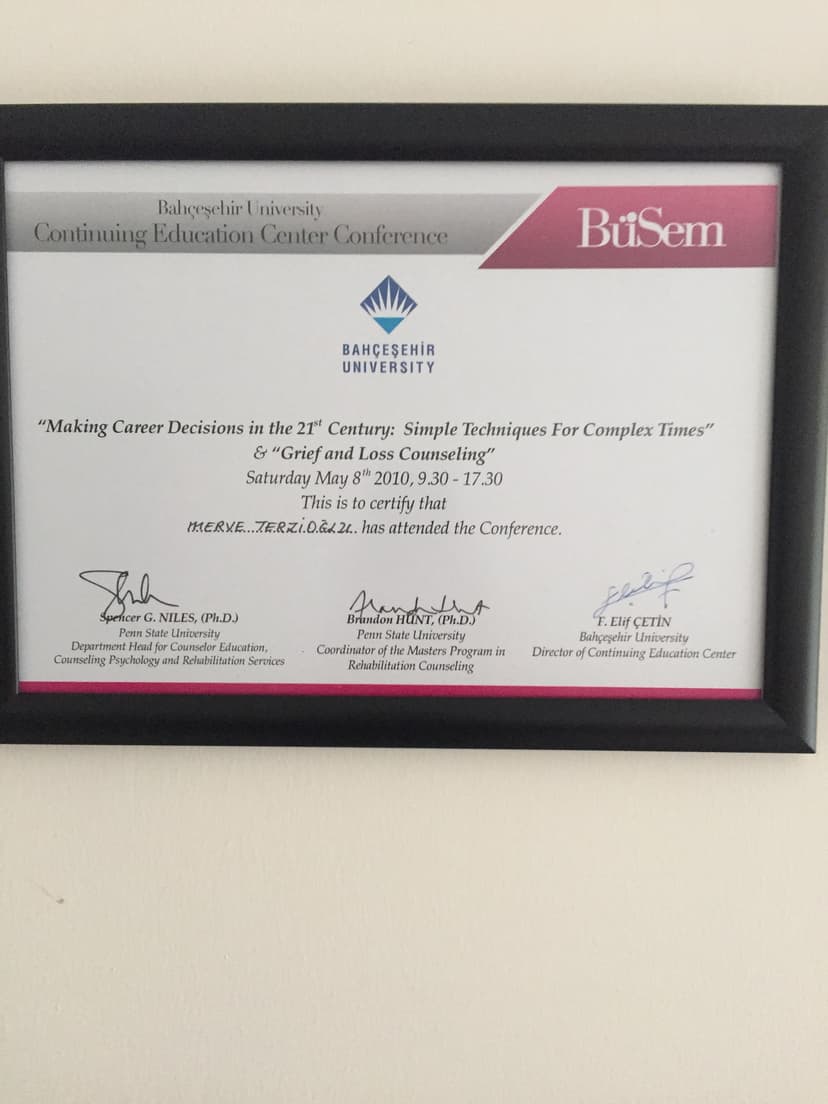 Bahçeşehir University
Continuing Education Center Conference
BüSem
BAHÇEŞEHİR
UNIVERSITY
"Making Career Decisions in the 21st Century: Simple Techniques For Complex Times"
& "Grief and Loss Counseling"
Saturday May 8th 2010, 9.30 - 17.30
This is to certify that
MERVE...TERZİOĞLU.. has attended the Conference.
Spencer G. NILES, (Ph.D.)
Penn State University
Department Head for Counselor Education,
Counseling Psychology and Rehabilitation Services
Brandon HUNT, (Ph.D.)
Penn State University
Coordinator of the Masters Program in
Rehabilitation Counseling
F. Elif ÇETİN
Bahçeşehir University
Director of Continuing Education Center